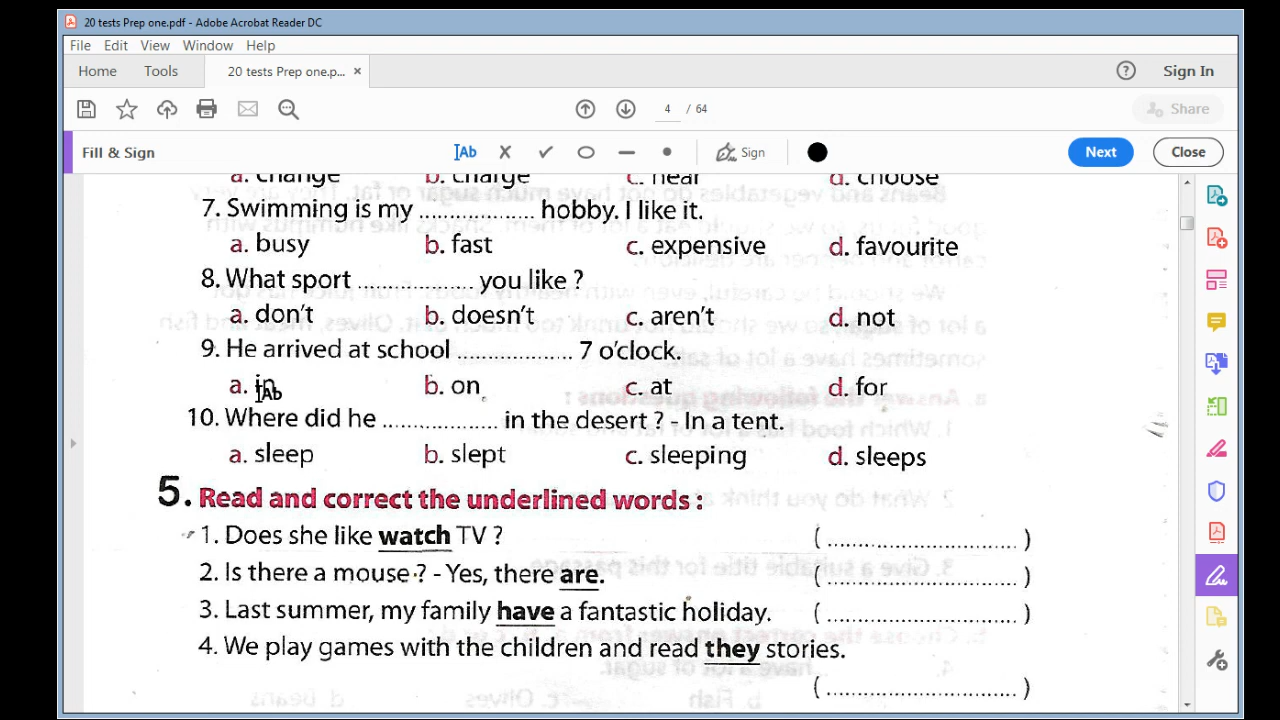 20 tests Prep one.pdf - Adobe Acrobat Reader DC
File Edit View Window Help
Home Tools 20 tests Prep one.p... × ? Sign In
4 / 64 Share
Fill & Sign IAb Sign Next Close
a. change b. charge c. hear d. choose
7. Swimming is my .................. hobby. I like it.
a. busy b. fast c. expensive d. favourite
8. What sport .................. you like ?
a. don't b. doesn't c. aren't d. not
9. He arrived at school .................. 7 o'clock.
a. in b. on c. at d. for
10. Where did he .................. in the desert ? - In a tent.
a. sleep b. slept c. sleeping d. sleeps
5. Read and correct the underlined words :
1. Does she like watch TV ? (..............................)
2. Is there a mouse ? - Yes, there are. (..............................)
3. Last summer, my family have a fantastic holiday. (..............................)
4. We play games with the children and read they stories.
(..............................)